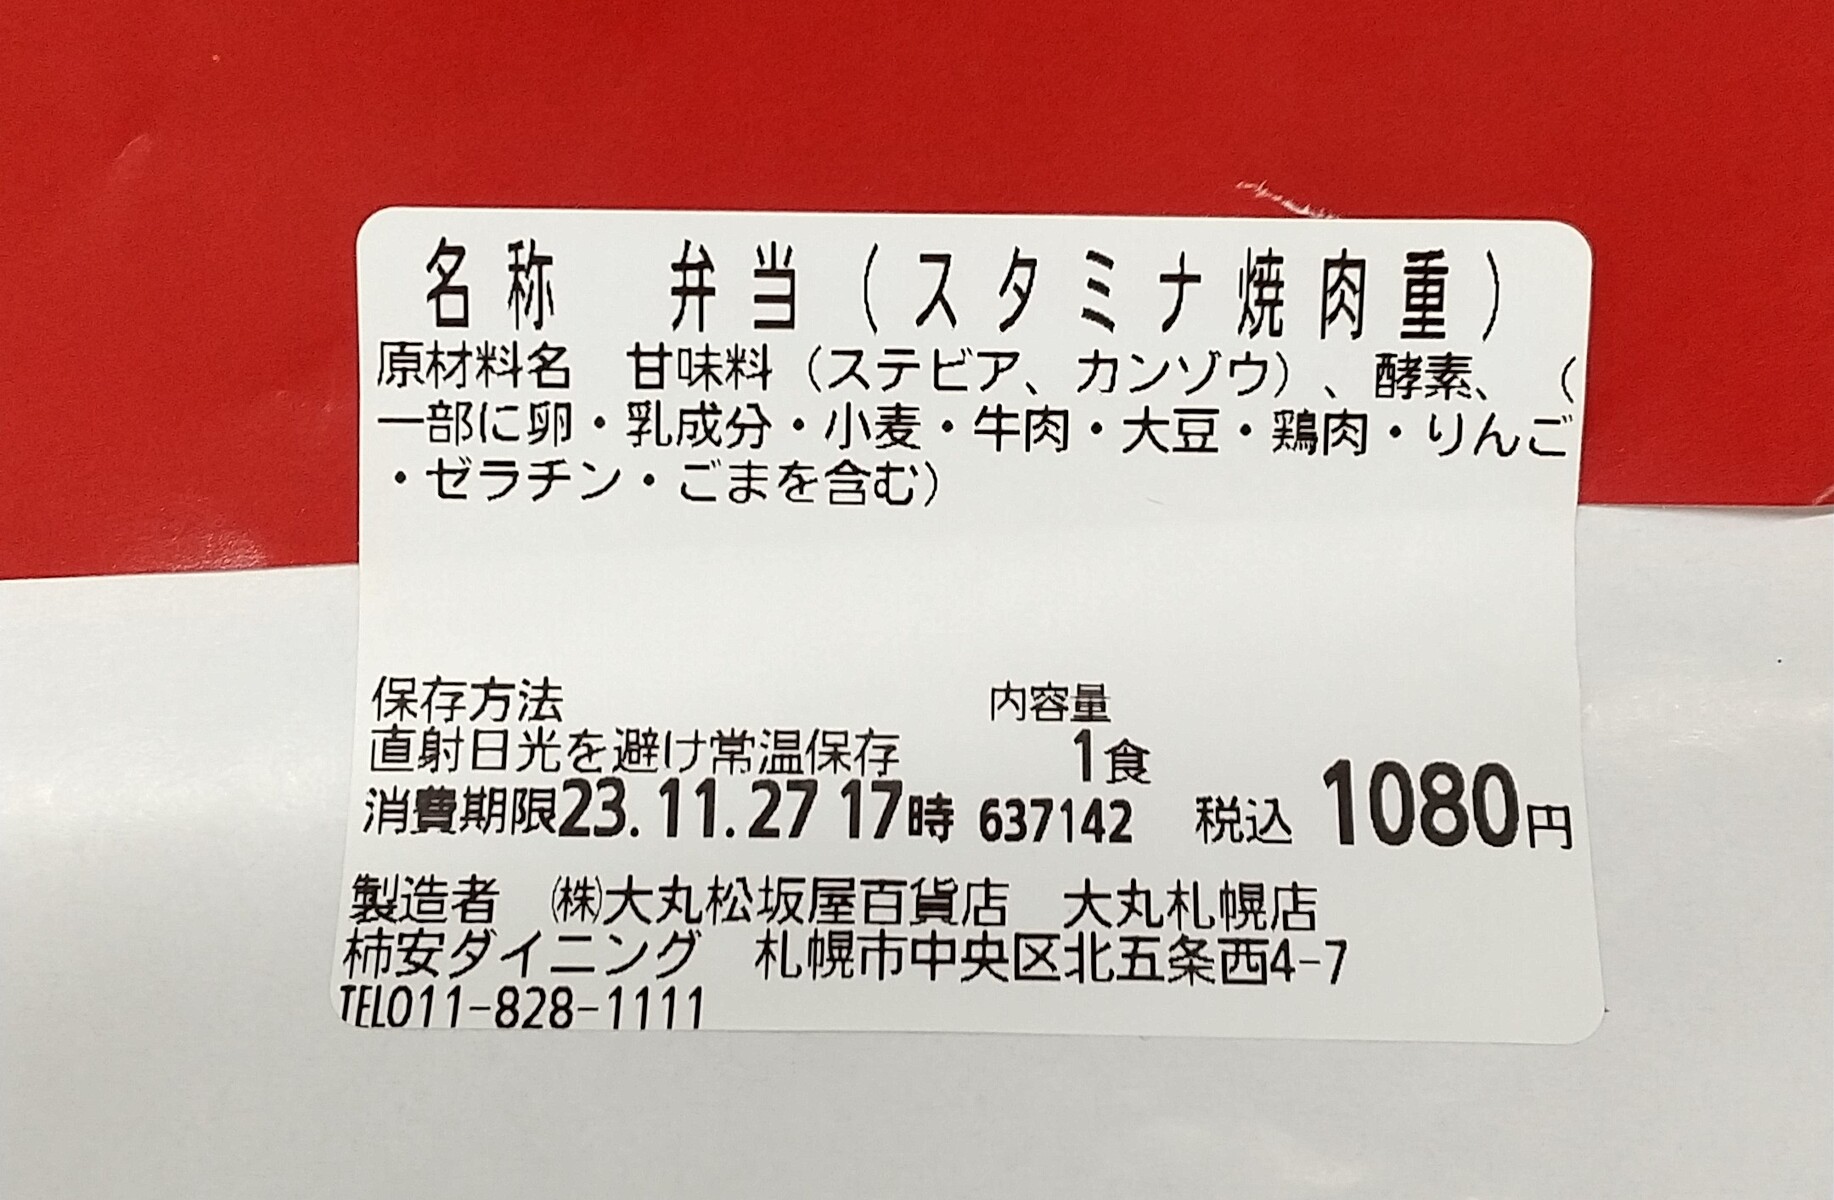 名称　弁当（スタミナ焼肉重）
原材料名　甘味料（ステビア、カンゾウ）、酵素、（
一部に卵・乳成分・小麦・牛肉・大豆・鶏肉・りんご
・ゼラチン・ごまを含む）
保存方法　内容量
直射日光を避け常温保存　1食
消費期限23.11.27 17時 637142 税込 1080円
製造者　㈱大丸松坂屋百貨店　大丸札幌店
柿安ダイニング　札幌市中央区北五条西4-7
TEL011-828-1111